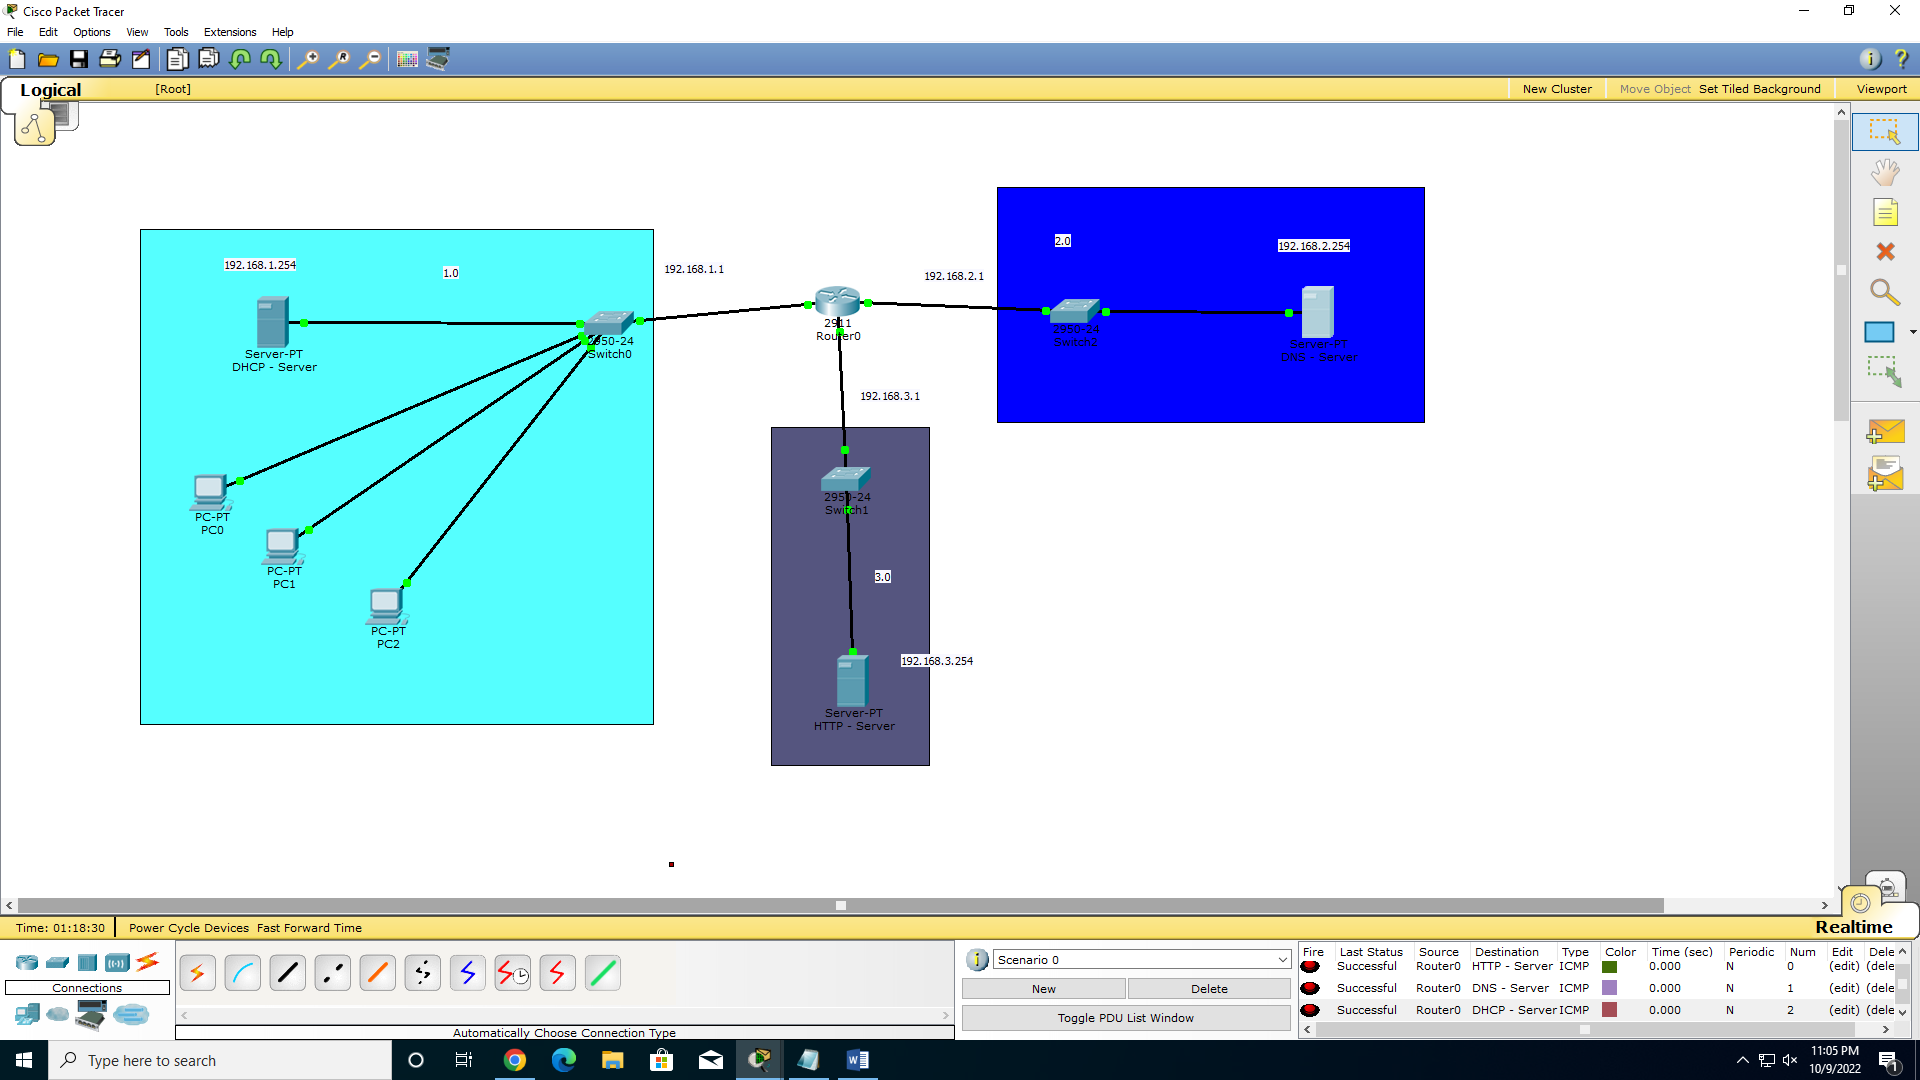 Cisco Packet Tracer
File Edit Options View Tools Extensions Help
Logical [Root] New Cluster Move Object Set Tiled Background Viewport
192.168.1.254
1.0
192.168.1.1
Server-PT
DHCP - Server
2950-24
Switch0
PC-PT
PC0
PC-PT
PC1
PC-PT
PC2
2911
Router0
192.168.2.1
192.168.3.1
2.0
192.168.2.254
2950-24
Switch2
Server-PT
DNS - Server
2950-24
Switch1
3.0
192.168.3.254
Server-PT
HTTP - Server
Time: 01:18:30 Power Cycle Devices Fast Forward Time
Realtime
Connections
Automatically Choose Connection Type
Scenario 0
New Delete
Toggle PDU List Window
Fire Last Status Source Destination Type Color Time (sec) Periodic Num Edit Dele
Successful Router0 HTTP - Server ICMP 0.000 N 0 (edit) (dele
Successful Router0 DNS - Server ICMP 0.000 N 1 (edit) (dele
Successful Router0 DHCP - Server ICMP 0.000 N 2 (edit) (dele
Type here to search
11:05 PM
10/9/2022
1